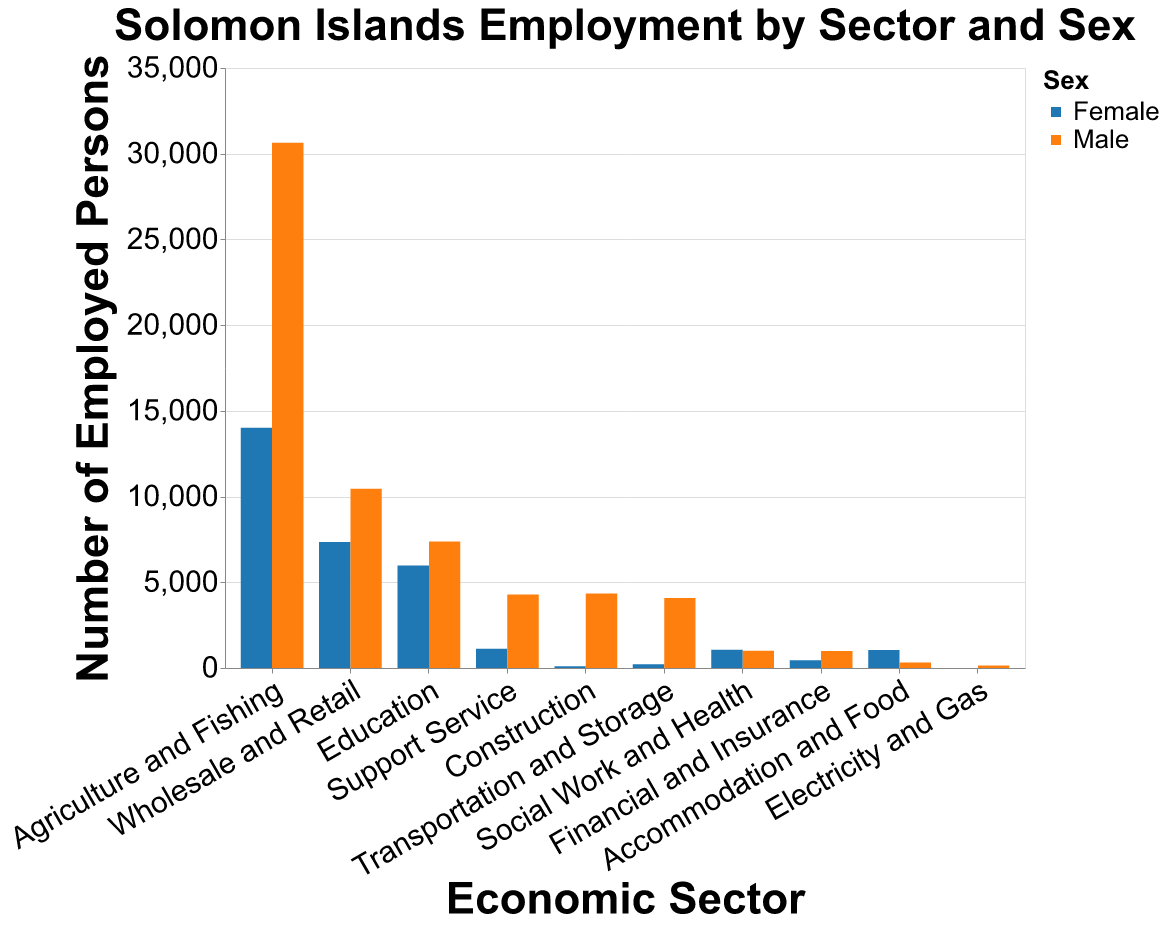 Solomon Islands Employment by Sector and Sex
Number of Employed Persons
35,000
30,000
25,000
20,000
15,000
10,000
5,000
0
Agriculture and Fishing
Wholesale and Retail
Education
Support Service
Construction
Transportation and Storage
Social Work and Health
Financial and Insurance
Accommodation and Food
Electricity and Gas
Economic Sector
Sex
Female
Male